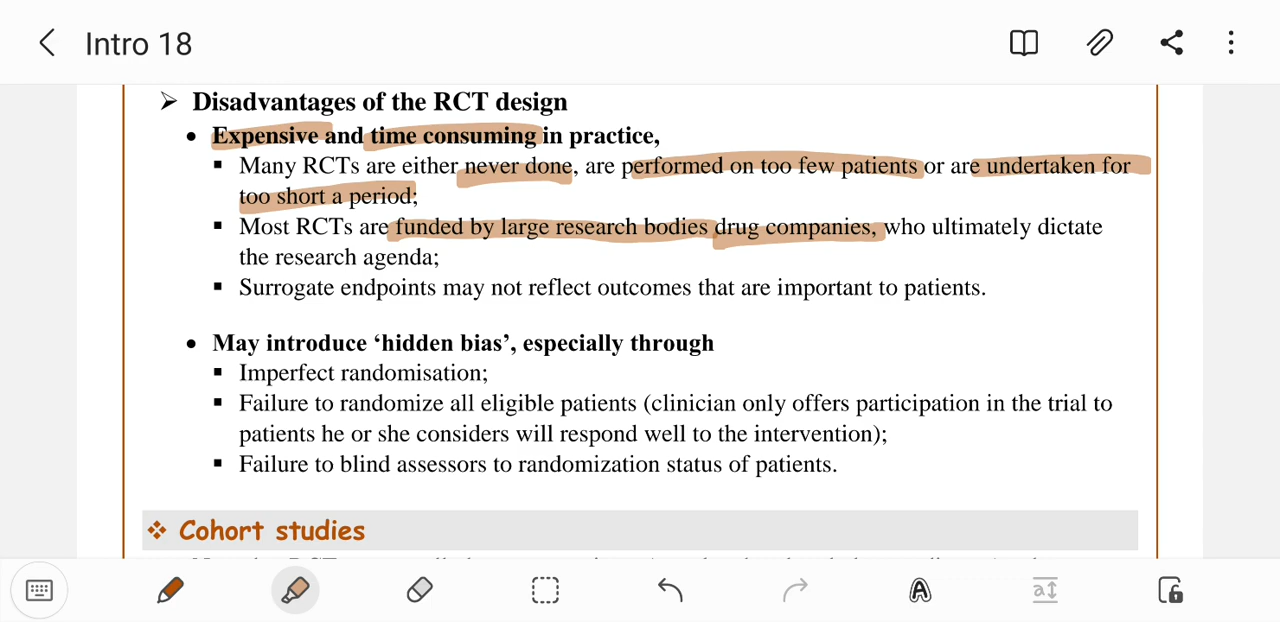 Intro 18
➢ Disadvantages of the RCT design
• Expensive and time consuming in practice,
▪ Many RCTs are either never done, are performed on too few patients or are undertaken for
too short a period;
▪ Most RCTs are funded by large research bodies drug companies, who ultimately dictate
the research agenda;
▪ Surrogate endpoints may not reflect outcomes that are important to patients.
• May introduce ‘hidden bias’, especially through
▪ Imperfect randomisation;
▪ Failure to randomize all eligible patients (clinician only offers participation in the trial to
patients he or she considers will respond well to the intervention);
▪ Failure to blind assessors to randomization status of patients.
❖ Cohort studies